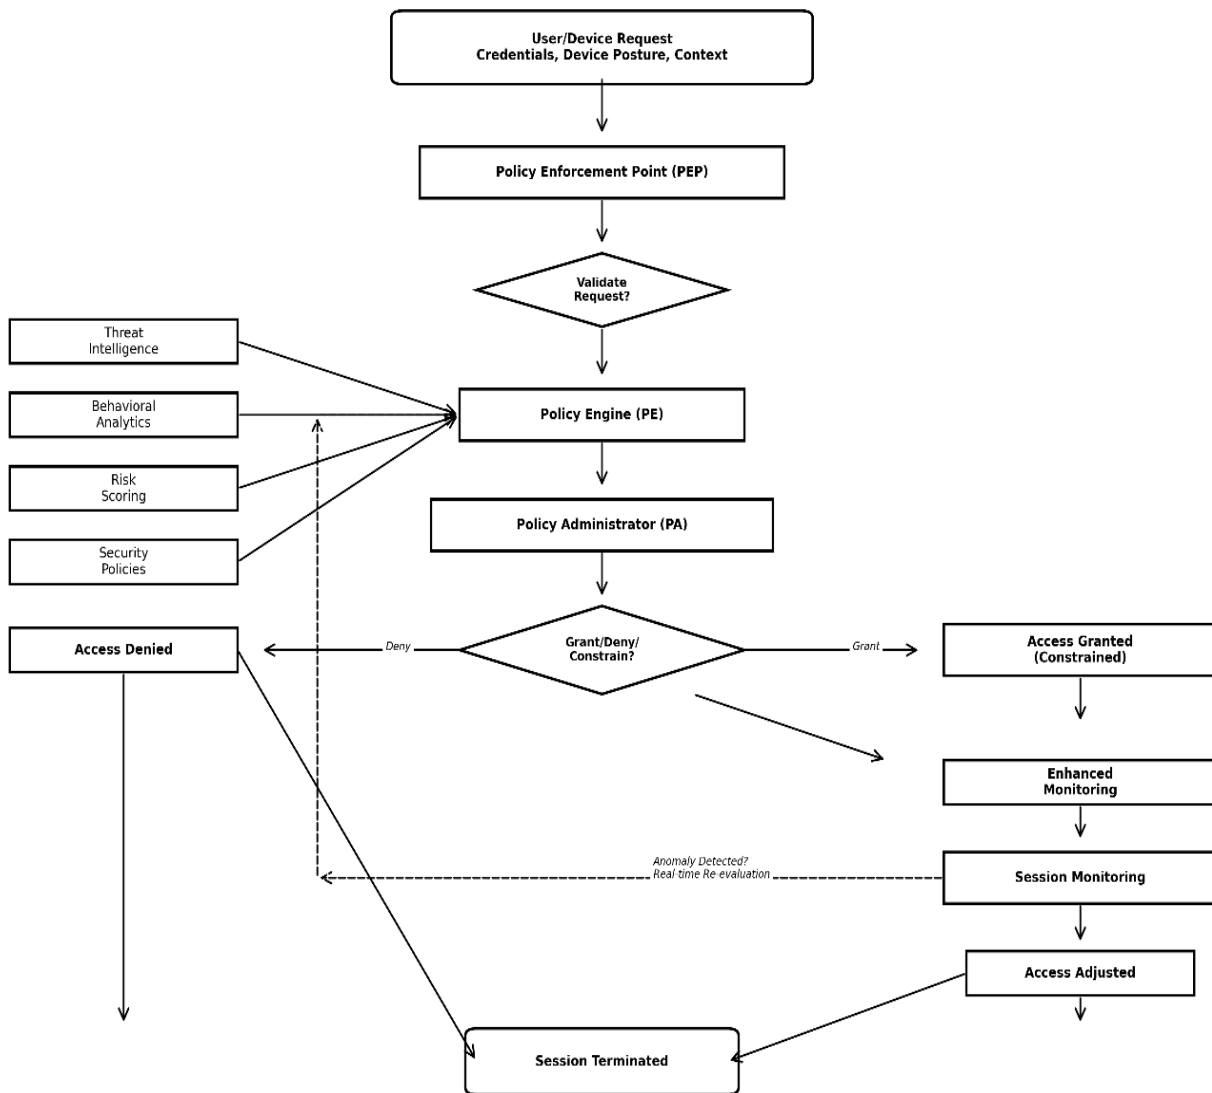 User/Device Request
Credentials, Device Posture, Context
Policy Enforcement Point (PEP)
Validate
Request?
Threat
Intelligence
Behavioral
Analytics
Policy Engine (PE)
Risk
Scoring
Policy Administrator (PA)
Security
Policies
Access Denied
Deny
Grant/Deny/
Constrain?
Grant
Access Granted
(Constrained)
Enhanced
Monitoring
Anomaly Detected?
Real-time Re-evaluation
Session Monitoring
Access Adjusted
Session Terminated